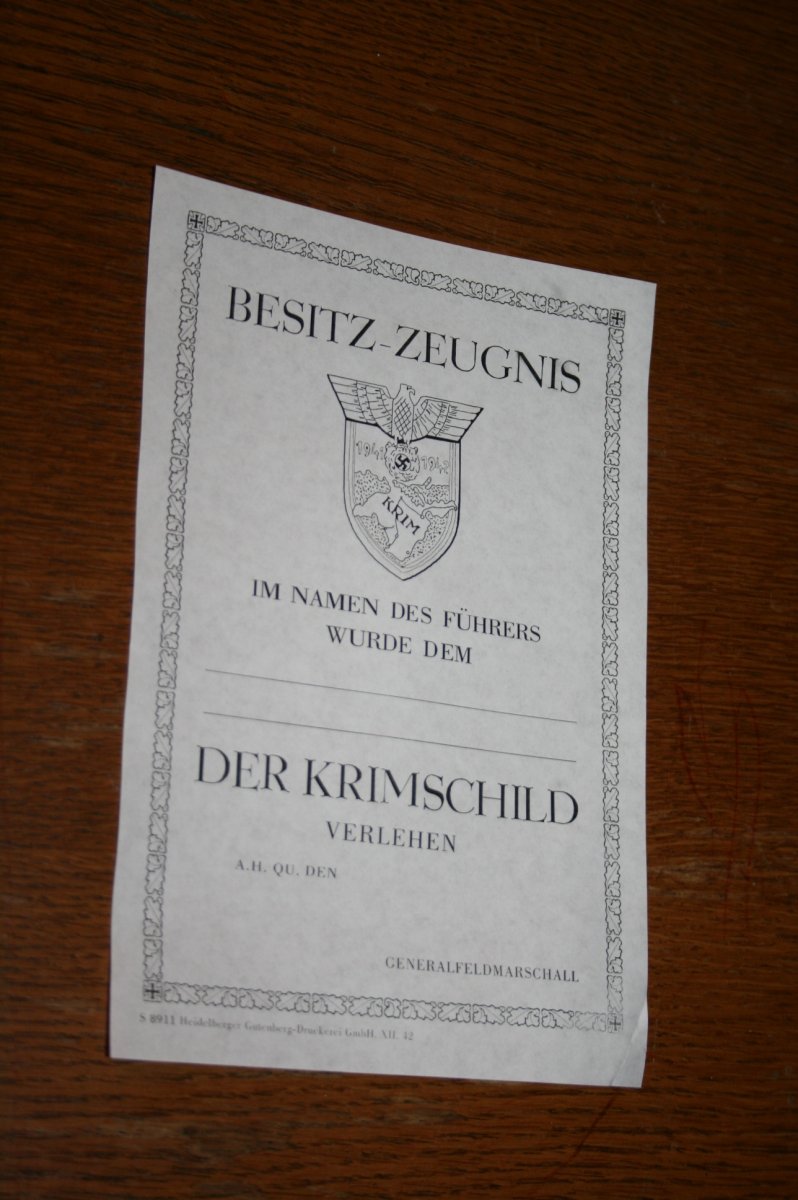 BESITZ-ZEUGNIS
1941 1942
KRIM
IM NAMEN DES FÜHRERS
WURDE DEM
DER KRIMSCHILD
VERLEHEN
A.H. QU. DEN
GENERALFELDMARSCHALL
S 8911 Heidelberger Gutenberg-Druckerei GmbH. XII. 42